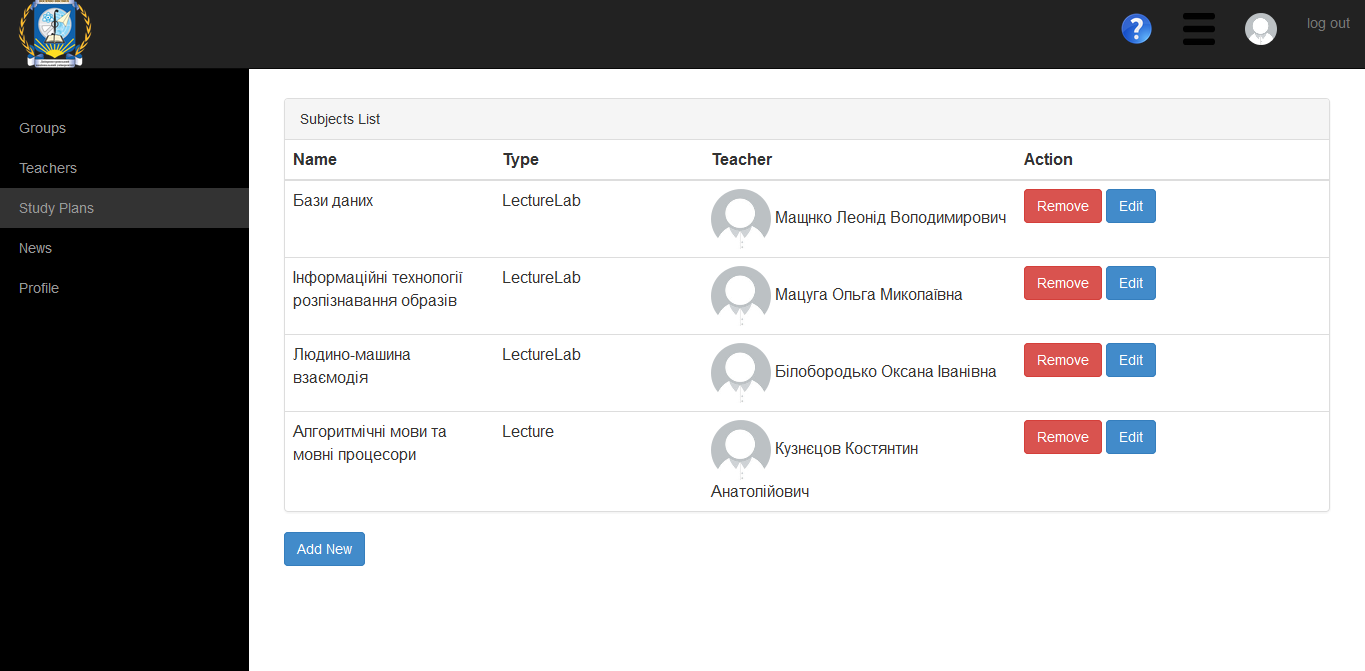 ?
log out
Groups
Teachers
Study Plans
News
Profile
Subjects List
Name Type Teacher Action
Бази даних LectureLab Мащнко Леонід Володимирович Remove Edit
Інформаційні технології LectureLab Мацуга Ольга Миколаївна Remove Edit
розпізнавання образів
Людино-машина LectureLab Білобородько Оксана Іванівна Remove Edit
взаємодія
Алгоритмічні мови та Lecture Кузнєцов Костянтин Remove Edit
мовні процесори
Анатолійович
Add New